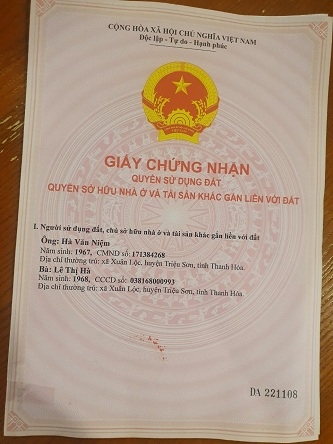 CỘNG HÒA XÃ HỘI CHỦ NGHĨA VIỆT NAM
Độc lập - Tự do - Hạnh phúc
GIẤY CHỨNG NHẬN
QUYỀN SỬ DỤNG ĐẤT
QUYỀN SỞ HỮU NHÀ Ở VÀ TÀI SẢN KHÁC GẮN LIỀN VỚI ĐẤT
I. Người sử dụng đất, chủ sở hữu nhà ở và tài sản khác gắn liền với đất
Ông: Hà Văn Niệm
Năm sinh: 1967, CMND số: 171384268
Địa chỉ thường trú: xã Xuân Lộc, huyện Triệu Sơn, tỉnh Thanh Hóa.
Bà: Lê Thị Hà
Năm sinh: 1968, CCCD số: 038168000993
Địa chỉ thường trú: xã Xuân Lộc, huyện Triệu Sơn, tỉnh Thanh Hóa.
DA 221108